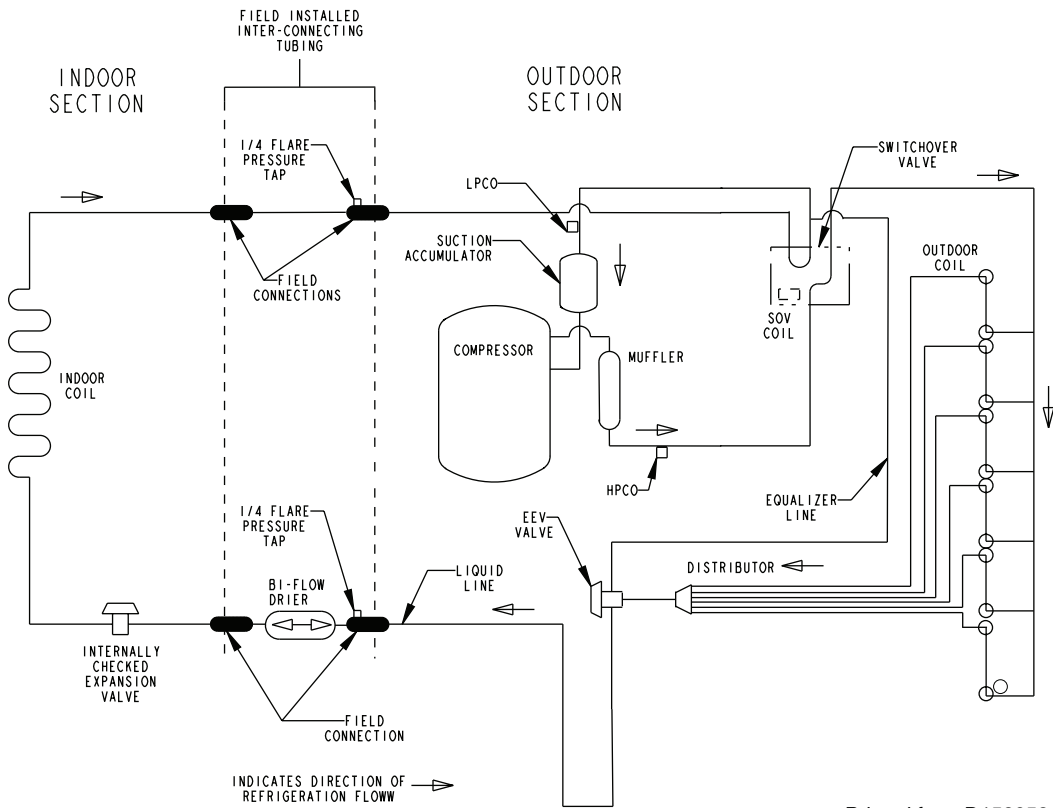 FIELD INSTALLED
INTER-CONNECTING
TUBING
INDOOR
SECTION
OUTDOOR
SECTION
1/4 FLARE
PRESSURE
TAP
SWITCHOVER
VALVE
LPCO
SUCTION
ACCUMULATOR
OUTDOOR
COIL
FIELD
CONNECTIONS
SOV
COIL
COMPRESSOR
MUFFLER
INDOOR
COIL
HPCO
EQUALIZER
LINE
1/4 FLARE
PRESSURE
TAP
EEV
VALVE
DISTRIBUTOR
LIQUID
LINE
BI-FLOW
DRIER
INTERNALLY
CHECKED
EXPANSION
VALVE
FIELD
CONNECTION
INDICATES DIRECTION OF
REFRIGERATION FLOWW